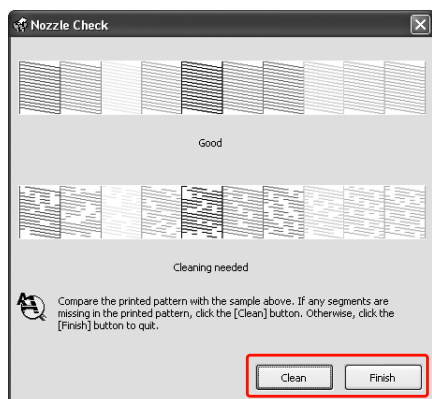 Nozzle Check
Good
Cleaning needed
Compare the printed pattern with the sample above. If any segments are
missing in the printed pattern, click the [Clean] button. Otherwise, click the
[Finish] button to quit.
Clean Finish